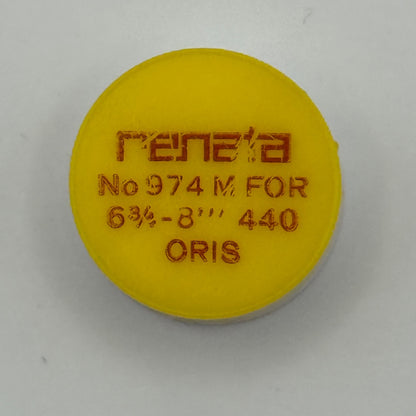 renata
No 974 M FOR
6¾-8''' 440
ORIS